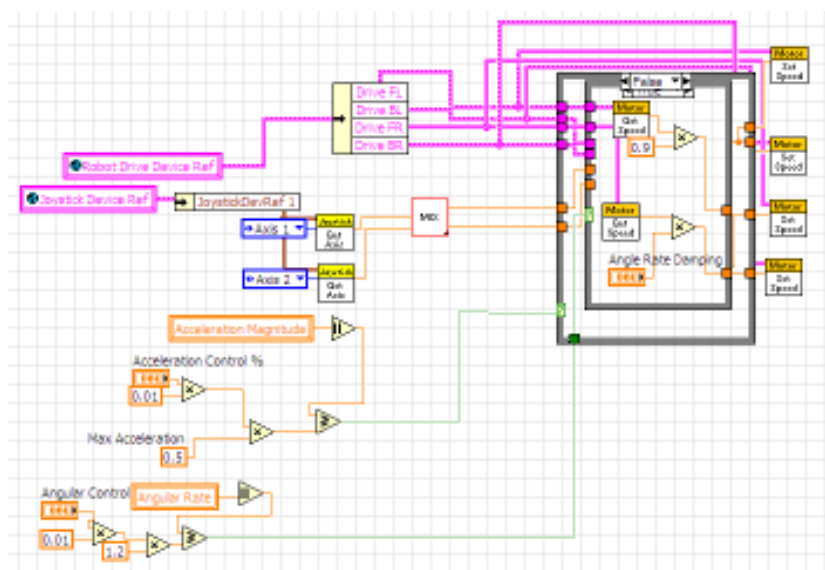 Drive FL
Drive BL
Drive FR
Drive BR
Robot Drive Device Ref
Joystick Device Ref
JoystickDevRef 1
Axis 1
Joystick
Get
Axis
Axis 2
Joystick
Get
Axis
MIX
False
Motor
Get
Speed
0.9
Motor
Get
Speed
Angle Rate Damping
Motor
Set
Speed
Motor
Set
Speed
Motor
Set
Speed
Motor
Set
Speed
Acceleration Magnitude
Acceleration Control %
0.01
Max Acceleration
0.5
Angular Control
Angular Rate
0.01
1.2